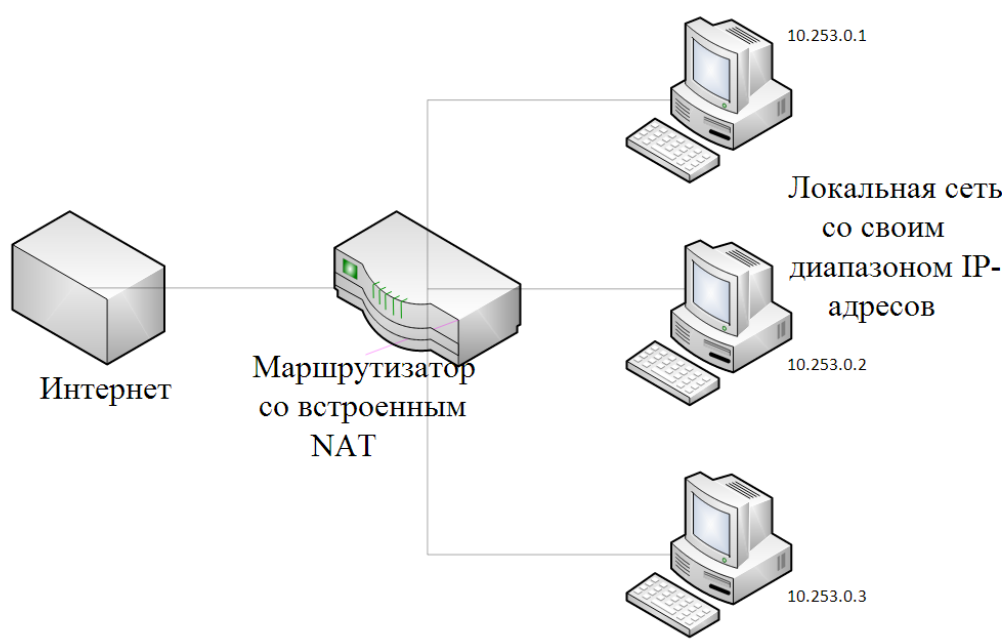 10.253.0.1
Локальная сеть
со своим
диапазоном IP-
адресов
10.253.0.2
Интернет
Маршрутизатор
со встроенным
NAT
10.253.0.3